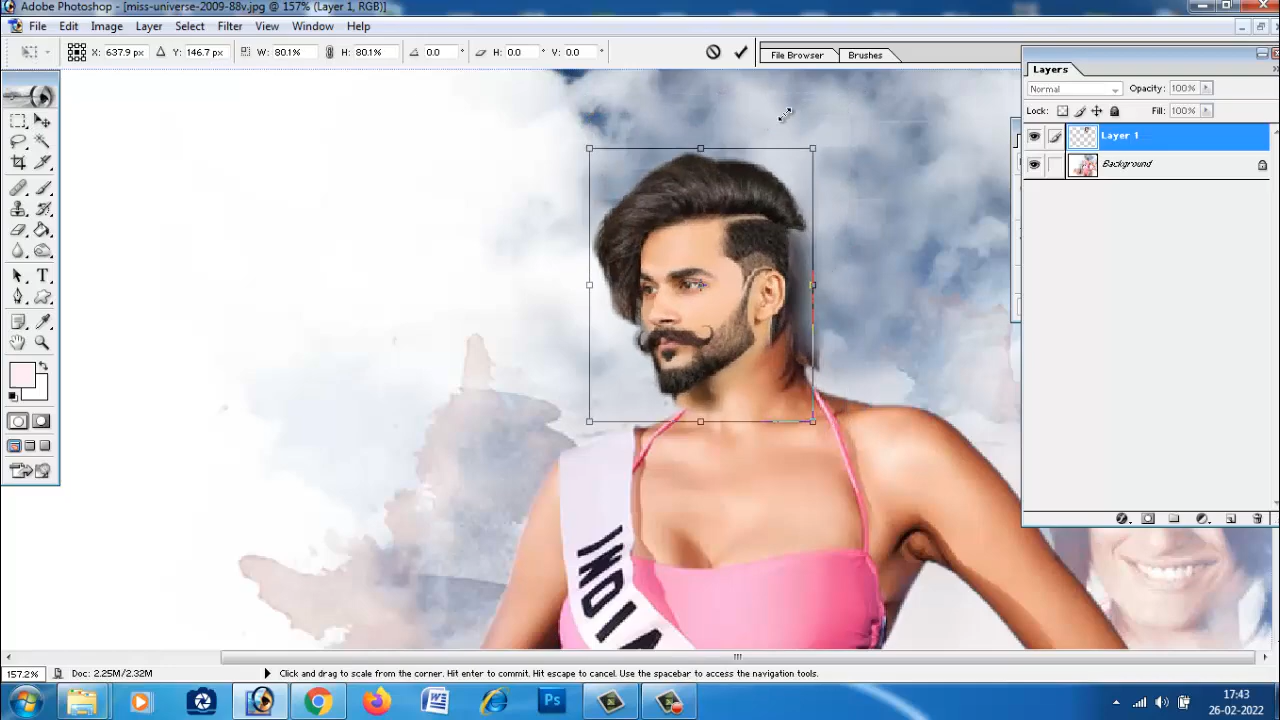 Adobe Photoshop - [miss-universe-2009-88v.jpg @ 157% (Layer 1, RGB)]
File Edit Image Layer Select Filter View Window Help
X: 637.9 px Y: 146.7 px W: 80.1% H: 80.1% 0.0 ° H: 0.0 ° V: 0.0 °
File Browser Brushes
Layers
Normal Opacity: 100%
Lock: Fill: 100%
Layer 1
Background
T
INDIA
157.2% Doc: 2.25M/2.32M Click and drag to scale from the corner. Hit enter to commit. Hit escape to cancel. Use the spacebar to access the navigation tools.
W
Ps
17:43
26-02-2022